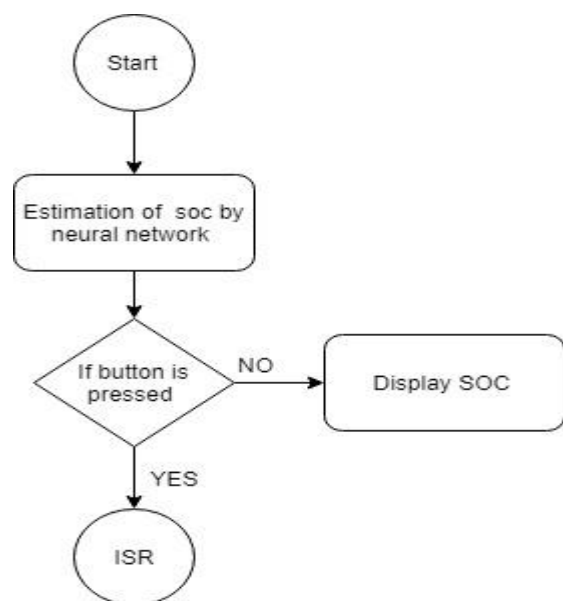 Start
Estimation of soc by
neural network
If button is
pressed
NO
Display SOC
YES
ISR